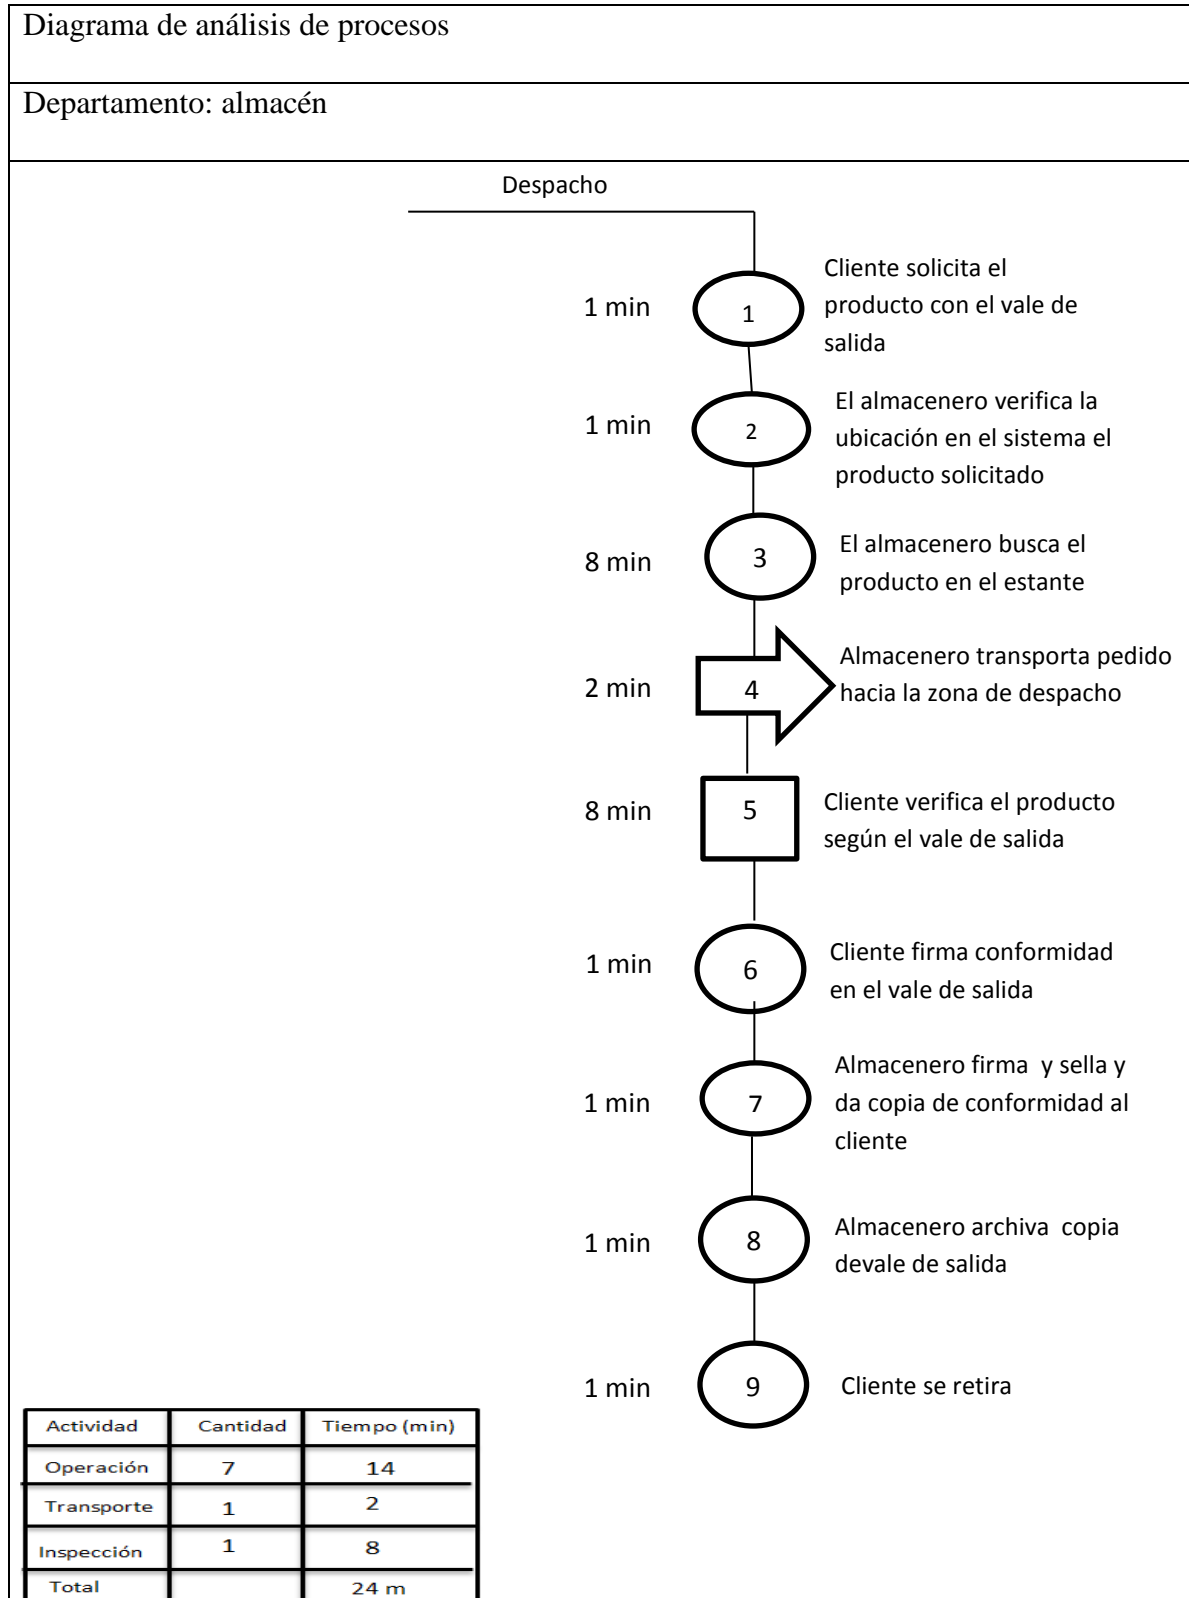 Diagrama de análisis de procesos
Departamento: almacén
Despacho
1 min
1
Cliente solicita el
producto con el vale de
salida
1 min
2
El almacenero verifica la
ubicación en el sistema el
producto solicitado
8 min
3
El almacenero busca el
producto en el estante
2 min
4
Almacenero transporta pedido
hacia la zona de despacho
8 min
5
Cliente verifica el producto
según el vale de salida
1 min
6
Cliente firma conformidad
en el vale de salida
1 min
7
Almacenero firma  y sella y
da copia de conformidad al
cliente
1 min
8
Almacenero archiva  copia
devale de salida
1 min
9
Cliente se retira
Actividad Cantidad Tiempo (min)
Operación 7 14
Transporte 1 2
Inspección 1 8
Total 24 m